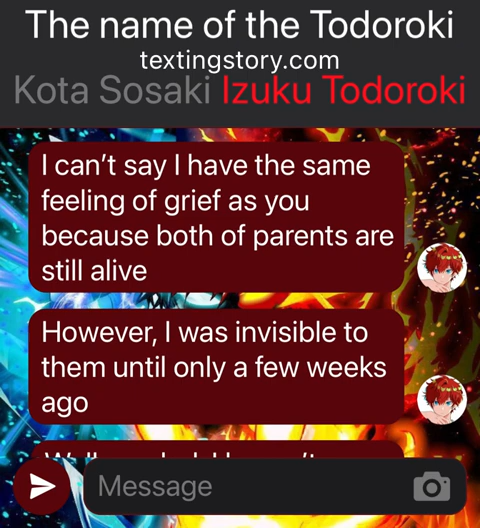 The name of the Todoroki
textingstory.com
Kota Sosaki Izuku Todoroki
I can't say I have the same
feeling of grief as you
because both of parents are
still alive
However, I was invisible to
them until only a few weeks
ago
Message